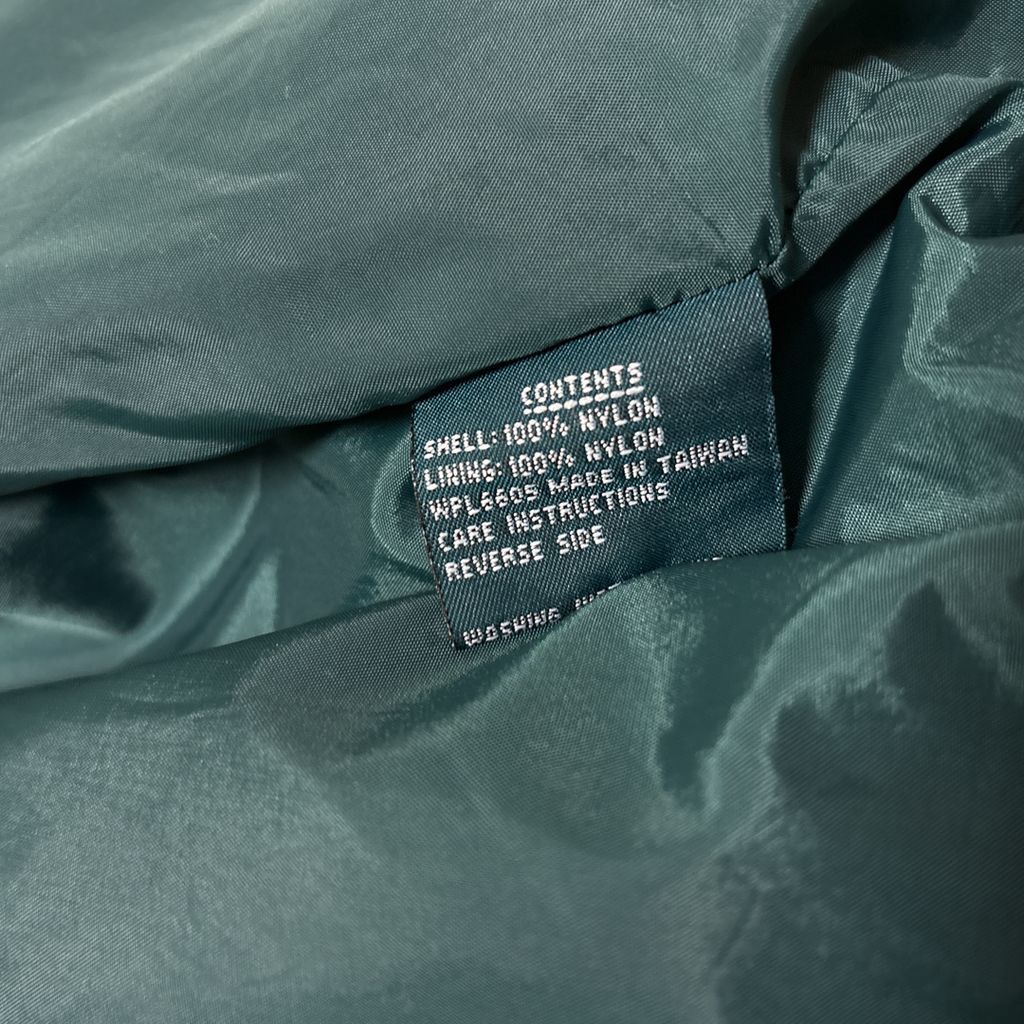 CONTENTS
SHELL: 100% NYLON
LINING: 100% NYLON
WPL6605 MADE IN TAIWAN
CARE INSTRUCTIONS
REVERSE SIDE